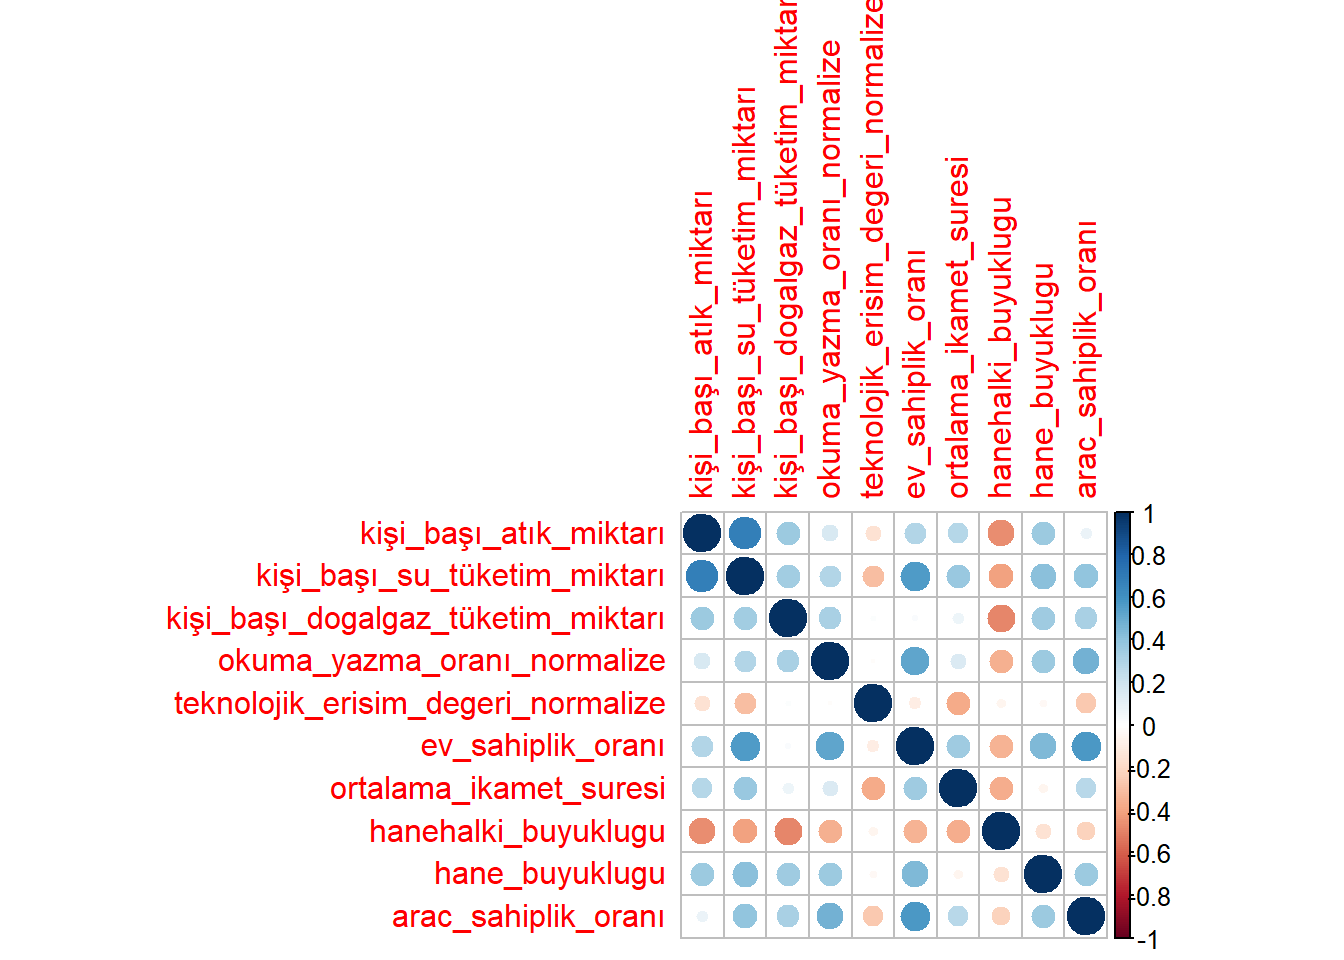 kişi_başı_atık_miktarı
kişi_başı_su_tüketim_miktarı
kişi_başı_dogalgaz_tüketim_miktar
okuma_yazma_oranı_normalize
teknolojik_erisim_degeri_normalize
ev_sahiplik_oranı
ortalama_ikamet_suresi
hanehalki_buyuklugu
hane_buyuklugu
arac_sahiplik_oranı
kişi_başı_atık_miktarı
kişi_başı_su_tüketim_miktarı
kişi_başı_dogalgaz_tüketim_miktarı
okuma_yazma_oranı_normalize
teknolojik_erisim_degeri_normalize
ev_sahiplik_oranı
ortalama_ikamet_suresi
hanehalki_buyuklugu
hane_buyuklugu
arac_sahiplik_oranı
1
0.8
0.6
0.4
0.2
0
-0.2
-0.4
-0.6
-0.8
-1